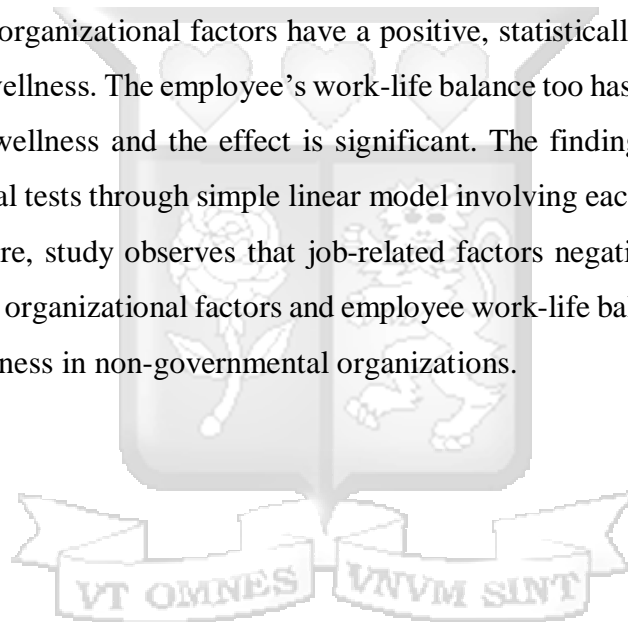 organizational factors have a positive, statistically
wellness. The employee's work-life balance too has
wellness and the effect is significant. The finding
al tests through simple linear model involving eac
re, study observes that job-related factors negati
organizational factors and employee work-life bal
ness in non-governmental organizations.
VT OMNES VNVM SINT